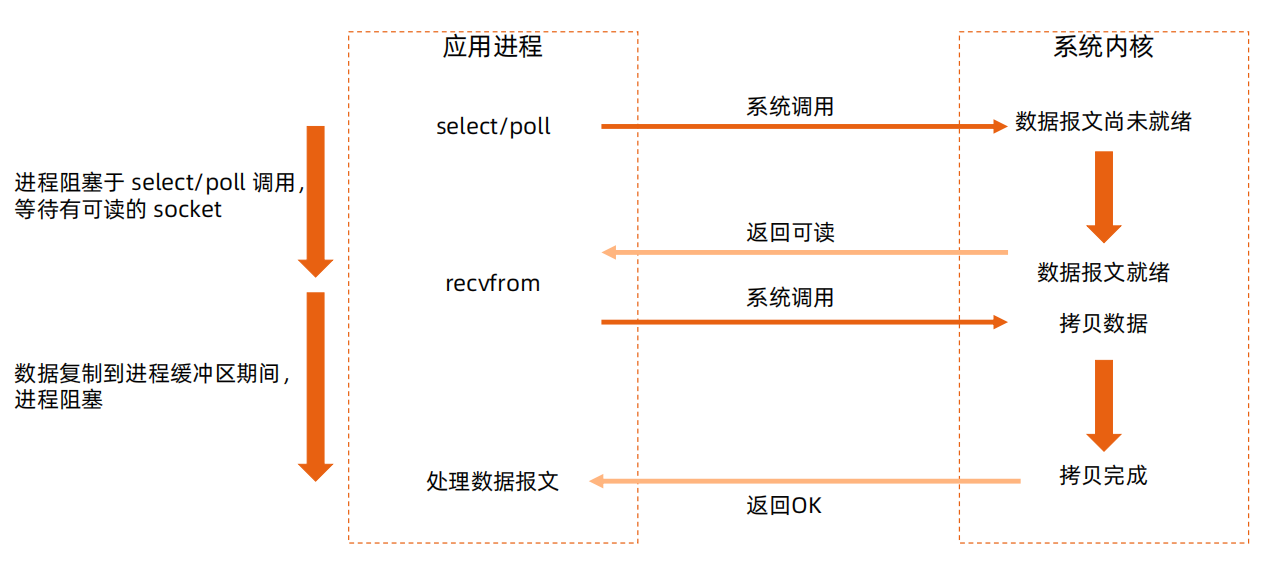 应用进程
系统内核
select/poll
系统调用
数据报文尚未就绪
进程阻塞于 select/poll 调用，
等待有可读的 socket
返回可读
数据报文就绪
recvfrom
系统调用
拷贝数据
数据复制到进程缓冲区期间，
进程阻塞
处理数据报文
返回OK
拷贝完成